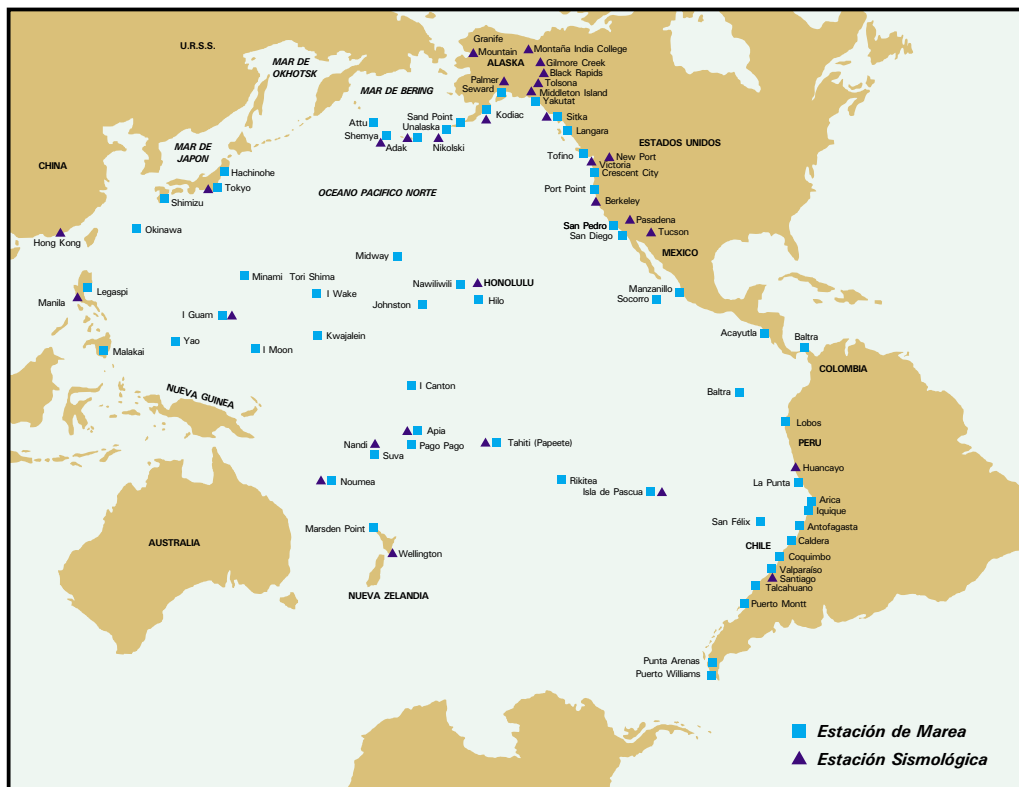 Granife
Mountain
Montaña India College
U.R.S.S.
ALASKA
Gilmore Creek
MAR DE
OKHOTSK
Black Rapids
Palmer
Tolsona
Seward
Middleton Island
MAR DE BERING
Yakutat
Kodiac
Sitka
Sand Point
Attu
Unalaska
Langara
Shemya
Adak
Nikolski
ESTADOS UNIDOS
MAR DE
JAPON
Tofino
New Port
Victoria
CHINA
Hachinohe
Crescent City
Tokyo
OCEANO PACIFICO NORTE
Port Point
Shimizu
Berkeley
Okinawa
San Pedro
Pasadena
Hong Kong
San Diego
Tucson
Midway
MEXICO
Minami Tori Shima
Nawiliwili
HONOLULU
Legaspi
I Wake
Manzanillo
Manila
Johnston
Hilo
Socorro
I Guam
Kwajalein
Acayutla
Baltra
Yao
Malakai
I Moon
COLOMBIA
NUEVA GUINEA
I Canton
Baltra
Lobos
Apia
Nandi
Pago Pago
Tahiti (Papeete)
PERU
Suva
Huancayo
Noumea
Rikitea
La Punta
Isla de Pascua
Arica
Iquique
Marsden Point
San Félix
Antofagasta
AUSTRALIA
Caldera
CHILE
Wellington
Coquimbo
Valparaíso
Santiago
Talcahuano
NUEVA ZELANDIA
Puerto Montt
Punta Arenas
Puerto Williams
Estación de Marea
Estación Sismológica